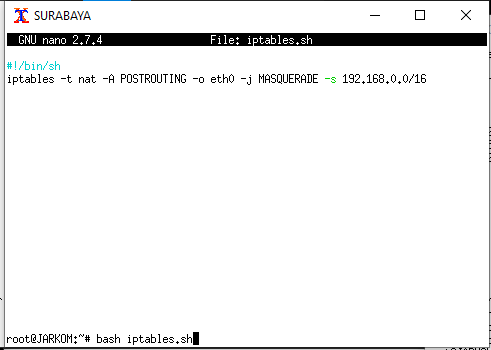 SURABAYA
GNU nano 2.7.4 File: iptables.sh
#!/bin/sh
iptables -t nat -A POSTROUTING -o eth0 -j MASQUERADE -s 192.168.0.0/16
root@JARKOM:~# bash iptables.sh